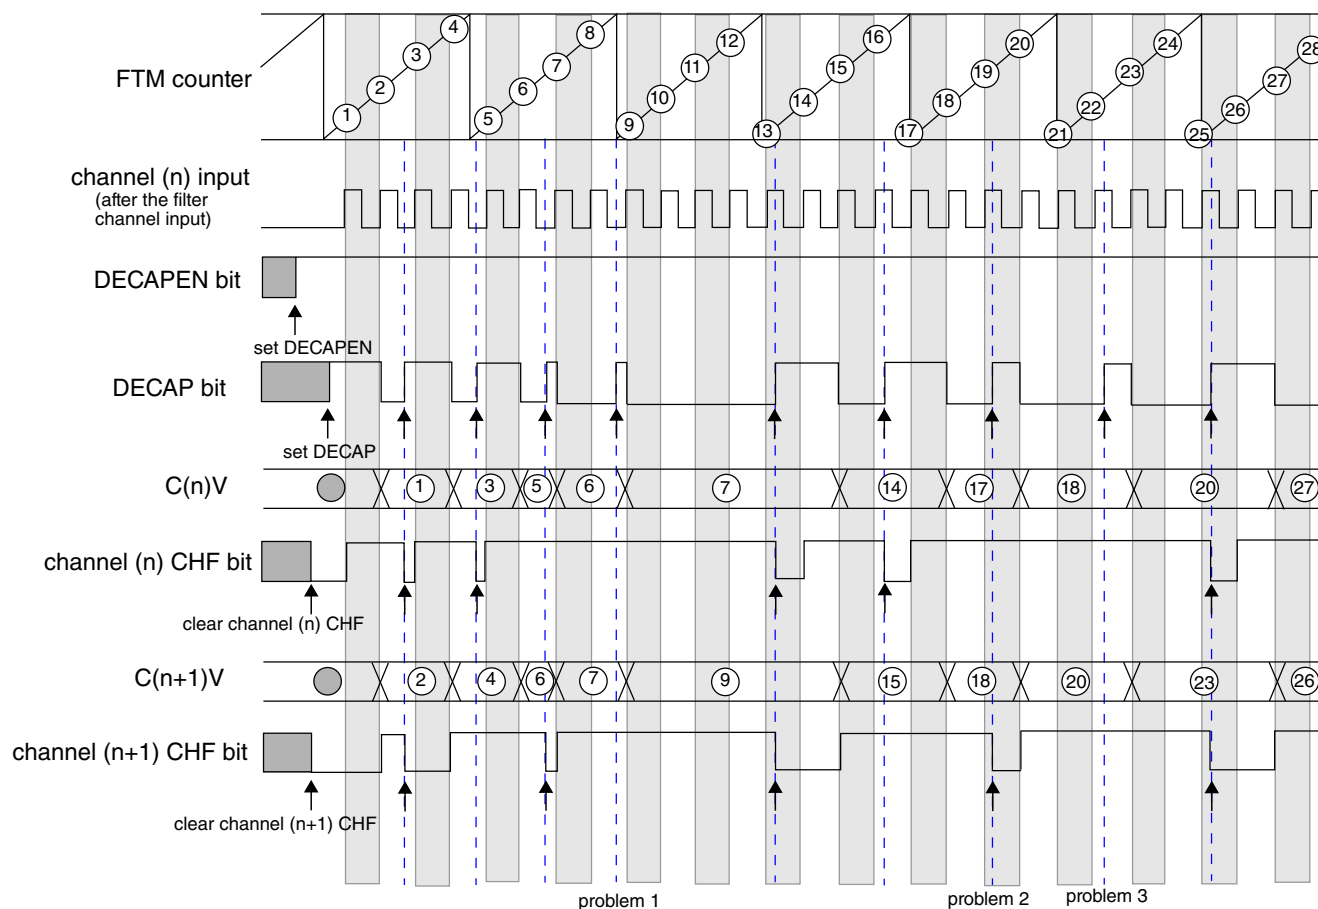 4
8
12
16
20
24
28
3
7
11
15
19
23
27
FTM counter
2
6
10
14
18
22
26
1
5
9
13
17
21
25
channel (n) input
(after the filter
channel input)
DECAPEN bit
set DECAPEN
DECAP bit
set DECAP
C(n)V
1
3
5
6
7
14
17
18
20
27
channel (n) CHF bit
clear channel (n) CHF
C(n+1)V
2
4
6
7
9
15
18
20
23
26
channel (n+1) CHF bit
clear channel (n+1) CHF
problem 1
problem 2
problem 3